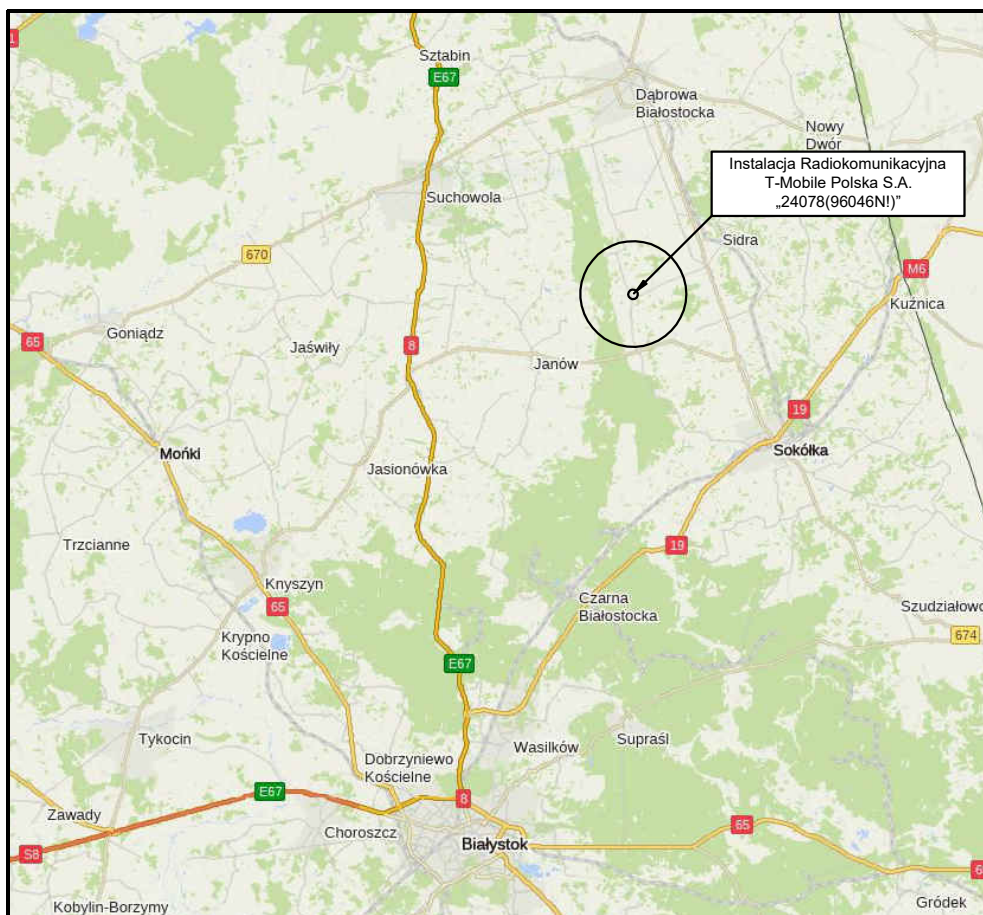 Sztabin
E67
Dąbrowa
Białostocka
Nowy
Dwór
Instalacja Radiokomunikacyjna
T-Mobile Polska S.A.
„24078(96046N!)”
Suchowola
Sidra
670
M6
Kuźnica
Goniądz
65
Jaświły
8
Janów
19
Mońki
Sokółka
Jasionówka
Trzcianne
19
Knyszyn
65
Czarna
Białostocka
Szudziałowo
Krypno
Kościelne
674
E67
Tykocin
Wasilków
Supraśl
Dobrzyniewo
Kościelne
E67
8
Zawady
Choroszcz
65
Białystok
S8
Gródek
Kobylin-Borzymy